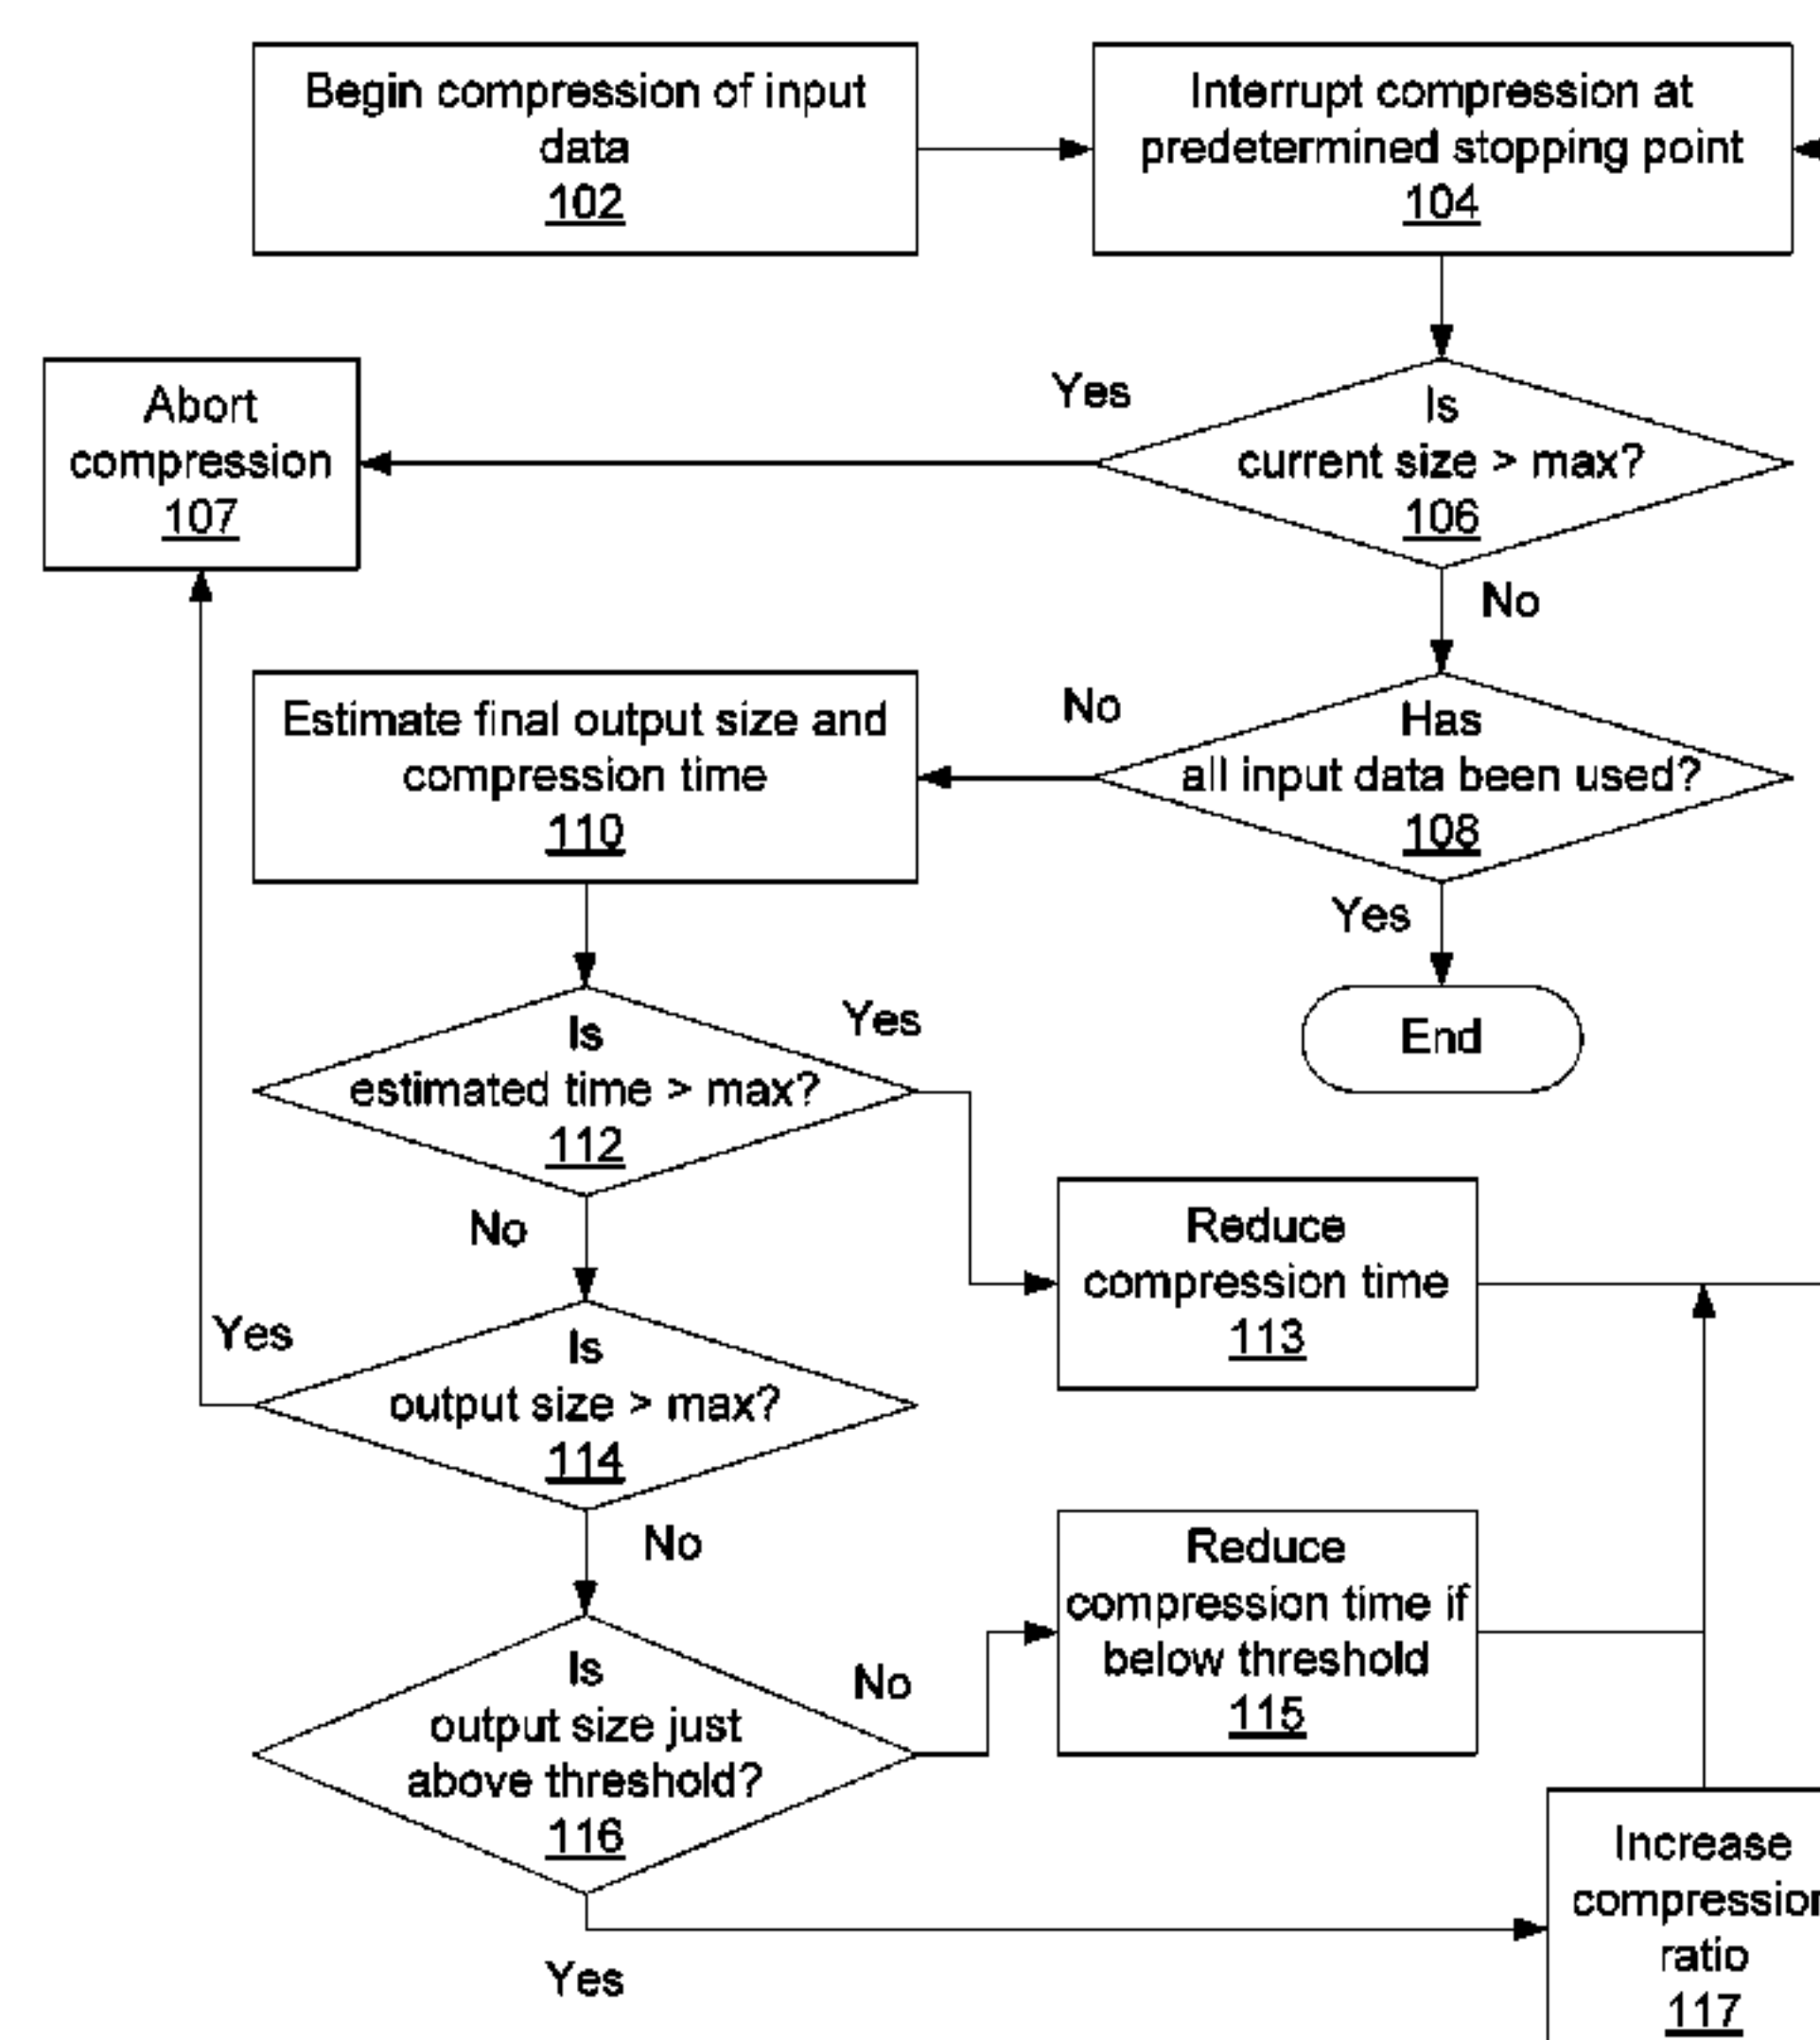 Begin compression of input
data
102
Interrupt compression at
predetermined stopping point
104
Abort
compression
107
Yes
Is
current size > max?
106
No
Estimate final output size and
compression time
110
No
Has
all input data been used?
108
Yes
End
Is
estimated time > max?
112
Yes
No
Reduce
compression time
113
Yes
Is
output size > max?
114
No
Reduce
compression time if
below threshold
115
Is
output size just
above threshold?
116
No
Yes
Increase
compression
ratio
117